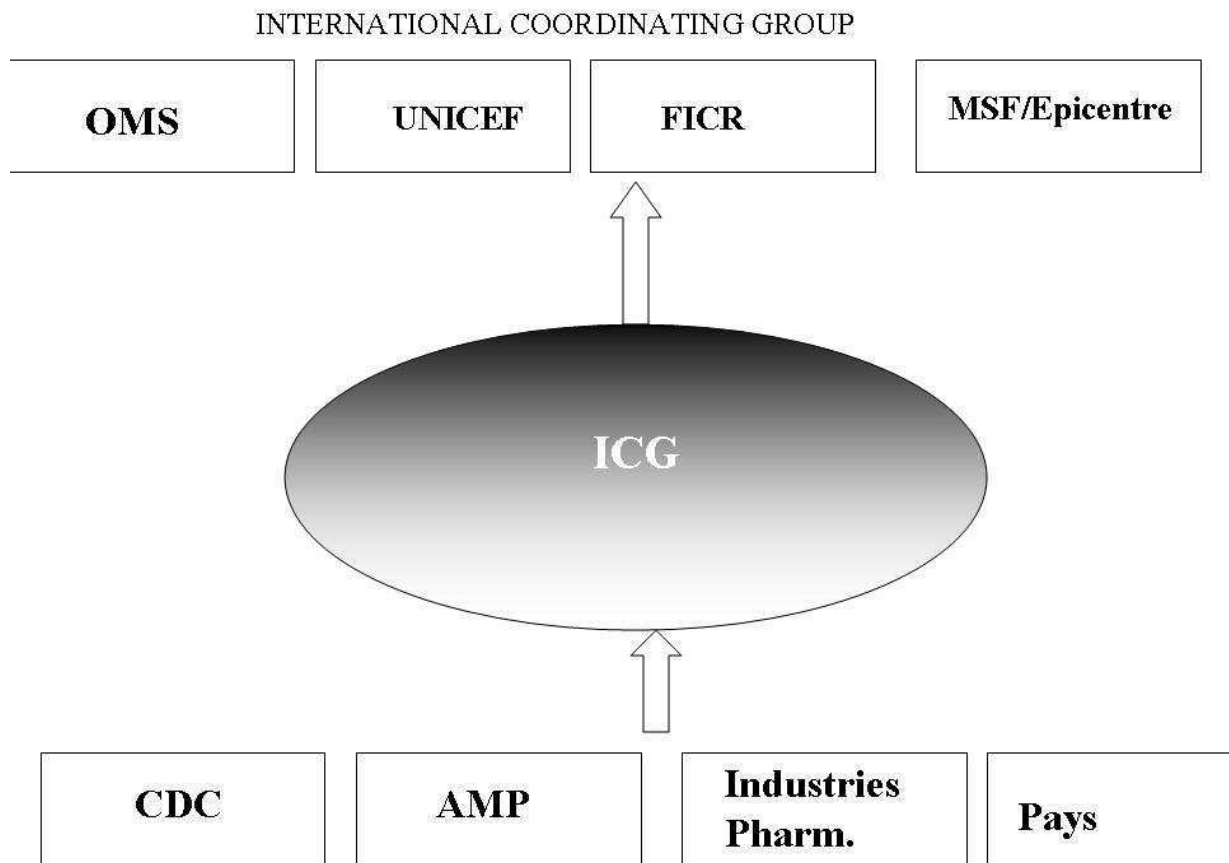 INTERNATIONAL COORDINATING GROUP
OMS
UNICEF
FICR
MSF/Epicentre
ICG
CDC
AMP
Industries
Pharm.
Pays